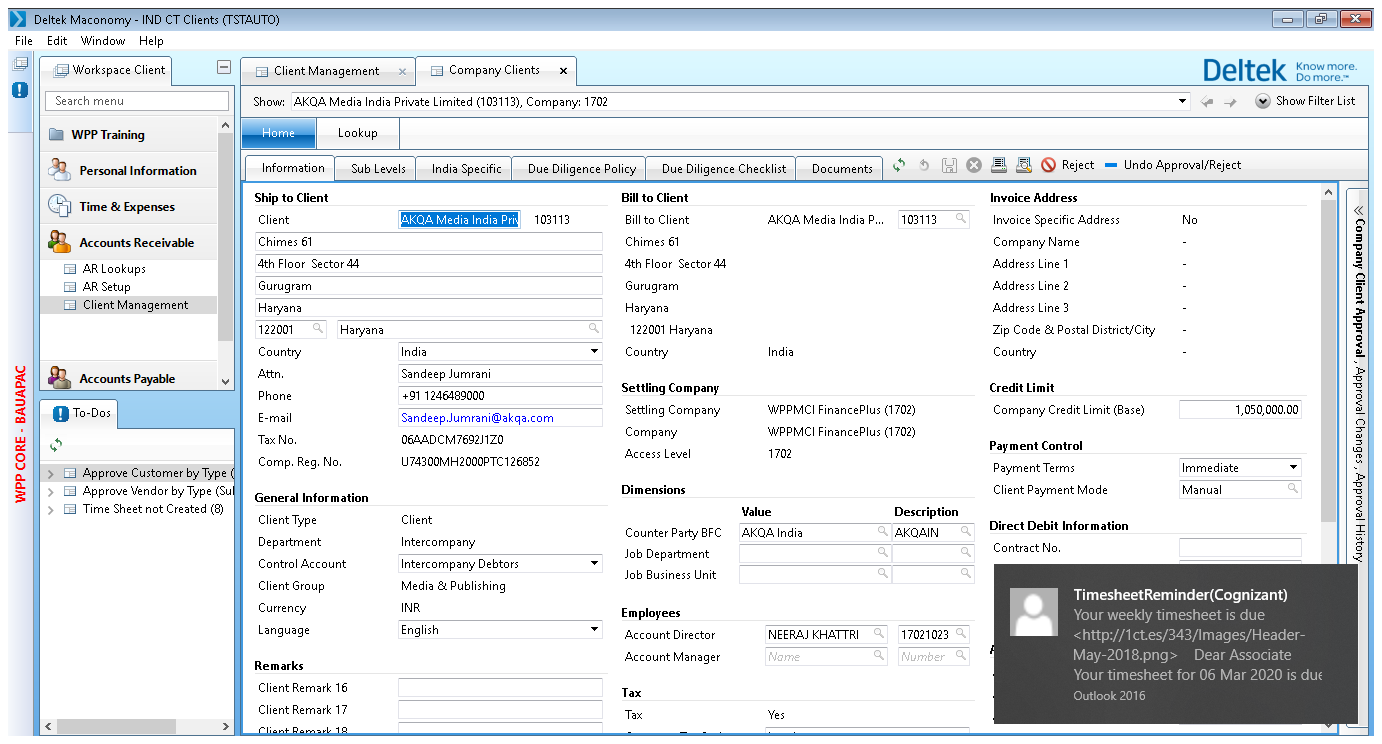 Deltek Maconomy - IND CT Clients (TSTAUTO)
File Edit Window Help
Workspace Client
Search menu
WPP Training
Personal Information
Time & Expenses
Accounts Receivable
AR Lookups
AR Setup
Client Management
Accounts Payable
WPP CORE - BAUAPAC
To-Dos
Approve Customer by Type (
Approve Vendor by Type (Sul
Time Sheet not Created (8)
Client Management
Company Clients
Deltek Know more.
Do more.™
Show: AKQA Media India Private Limited (103113), Company: 1702
Show Filter List
Home Lookup
Information Sub Levels India Specific Due Diligence Policy Due Diligence Checklist Documents Reject Undo Approval/Reject
Ship to Client
Client AKQA Media India Priv 103113
Chimes 61
4th Floor Sector 44
Gurugram
Haryana
122001 Haryana
Country India
Attn. Sandeep Jumrani
Phone +91 1246489000
E-mail Sandeep.Jumrani@akqa.com
Tax No. 06AADCM7692J1Z0
Comp. Reg. No. U74300MH2000PTC126852
General Information
Client Type Client
Department Intercompany
Control Account Intercompany Debtors
Client Group Media & Publishing
Currency INR
Language English
Remarks
Client Remark 16
Client Remark 17
Client Remark 18
Bill to Client
Bill to Client AKQA Media India P... 103113
Chimes 61
4th Floor Sector 44
Gurugram
Haryana
122001 Haryana
Country India
Settling Company
Settling Company WPPMCI FinancePlus (1702)
Company WPPMCI FinancePlus (1702)
Access Level 1702
Dimensions
Value Description
Counter Party BFC AKQA India AKQAIN
Job Department
Job Business Unit
Employees
Account Director NEERAJ KHATTRI 17021023
Account Manager Name Number
Tax
Tax Yes
Invoice Address
Invoice Specific Address No
Company Name -
Address Line 1 -
Address Line 2 -
Address Line 3 -
Zip Code & Postal District/City -
Country -
Credit Limit
Company Credit Limit (Base) 1,050,000.00
Payment Control
Payment Terms Immediate
Client Payment Mode Manual
Direct Debit Information
Contract No.
Company Client Approval , Approval Changes , Approval History
TimesheetReminder(Cognizant)
Your weekly timesheet is due
<http://1ct.es/343/Images/Header-
May-2018.png> Dear Associate
Your timesheet for 06 Mar 2020 is due
Outlook 2016